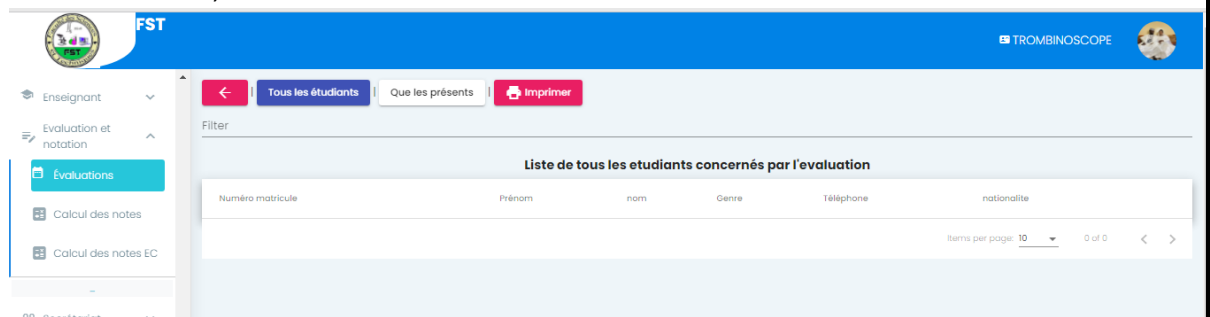 FST
TROMBINOSCOPE
Enseignant
Evaluation et
notation
Évaluations
Calcul des notes
Calcul des notes EC
Tous les étudiants
Que les présents
Imprimer
Filter
Liste de tous les etudiants concernés par l'evaluation
Numéro matricule Prénom nom Genre Téléphone nationalite
Items per page: 10 0 of 0